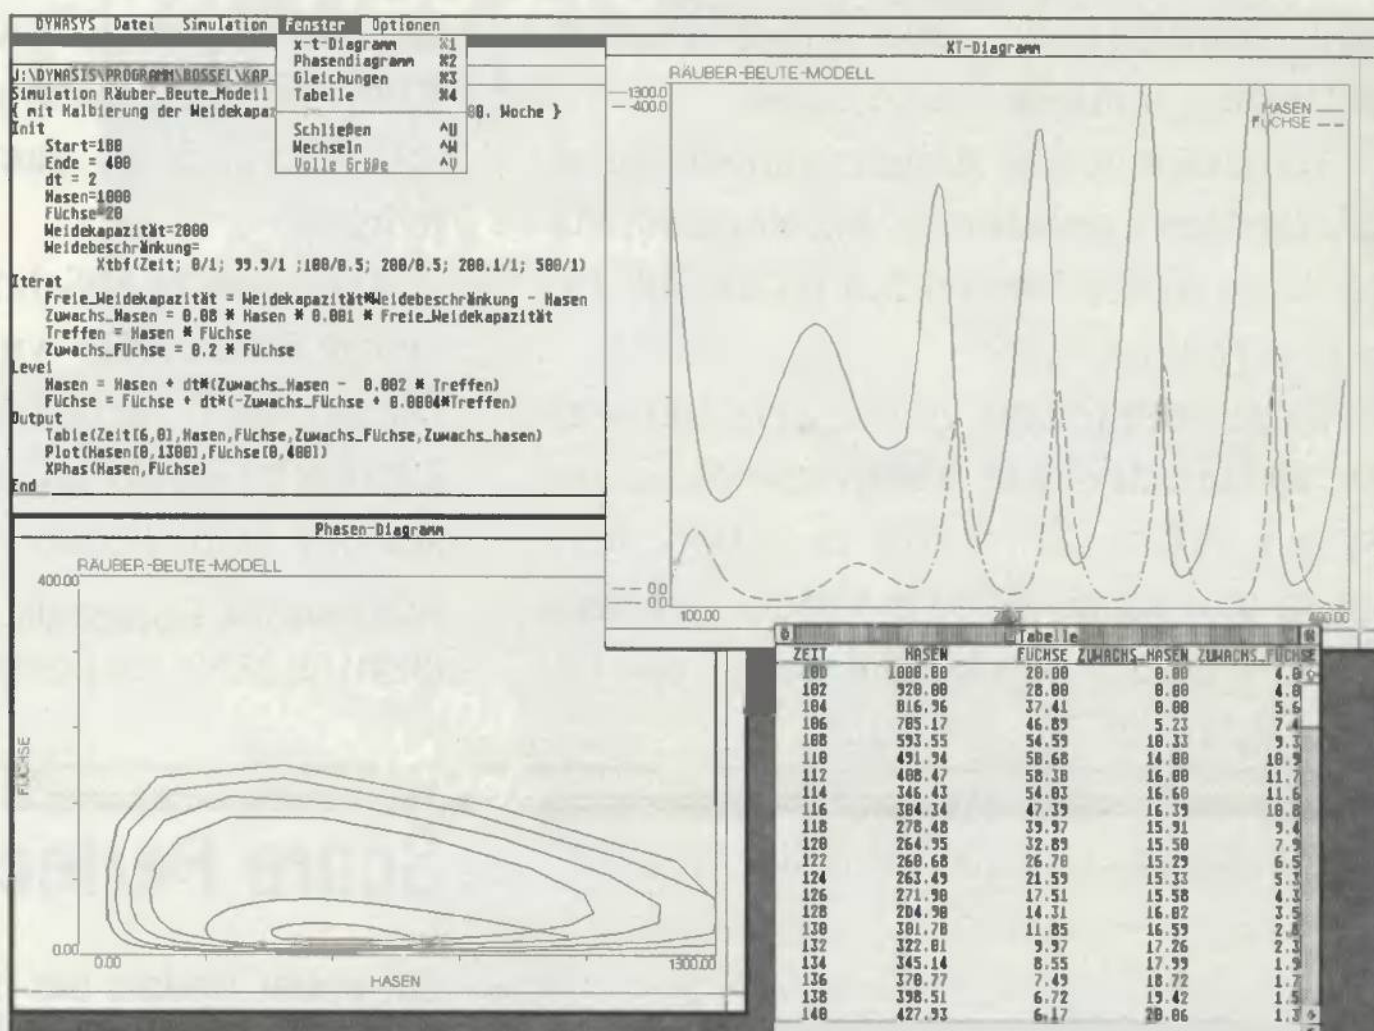 DYNASYS Datei Simulation Fenster Optionen
x-t-Diagramm ⌘1
Phasendiagramm ⌘2
Gleichungen ⌘3
Tabelle ⌘4
Schließen ^U
Wechseln ^W
Volle Größe ^V
U:\DYNASIS\PROGRAMM\BOSSEL\KAP
Simulation Räuber_Beute_Modell
{ mit Halbierung der Weidekapaz 00. Woche }
Init
Start=100
Ende = 400
dt = 2
Hasen=1000
Füchse=20
Weidekapazität=2000
Weidebeschränkung=
Xtbf(Zeit; 0/1; 99.9/1 ;100/0.5; 200/0.5; 200.1/1; 500/1)
Iterat
Freie_Weidekapazität = Weidekapazität*Weidebeschränkung - Hasen
Zuwachs_Hasen = 0.08 * Hasen * 0.001 * Freie_Weidekapazität
Treffen = Hasen * Füchse
Zuwachs_Füchse = 0.2 * Füchse
Level
Hasen = Hasen + dt*(Zuwachs_Hasen - 0.002 * Treffen)
Füchse = Füchse + dt*(-Zuwachs_Füchse + 0.0004*Treffen)
Output
Table(Zeit[6,0],Hasen,Füchse,Zuwachs_Füchse,Zuwachs_hasen)
Plot(Hasen[0,1300],Füchse[0,400])
XPhas(Hasen,Füchse)
End
XT-Diagramm
RÄUBER-BEUTE-MODELL
1300.0
400.0
HASEN
FÜCHSE
0.0
0.0
100.00
400.00
Phasen-Diagramm
RÄUBER-BEUTE-MODELL
400.00
FÜCHSE
0.00
0.00
1300.00
HASEN
Tabelle
ZEIT HASEN FÜCHSE ZUWACHS_HASEN ZUWACHS_FÜCHSE
100 1000.00 20.00 0.00 4.0
102 920.00 28.00 0.00 4.0
104 816.96 37.41 0.00 5.6
106 705.17 46.89 5.23 7.4
108 593.55 54.59 10.33 9.3
110 491.94 58.68 14.00 10.9
112 408.47 58.30 16.00 11.7
114 346.43 54.03 16.60 11.6
116 304.34 47.39 16.39 10.8
118 278.48 39.97 15.91 9.4
120 264.95 32.89 15.50 7.9
122 260.68 26.70 15.29 6.5
124 263.49 21.59 15.33 5.3
126 271.90 17.51 15.58 4.3
128 284.90 14.31 16.02 3.5
130 301.78 11.85 16.59 2.8
132 322.01 9.97 17.26 2.3
134 345.14 8.55 17.99 1.9
136 370.77 7.49 18.72 1.7
138 398.51 6.72 19.42 1.5
140 427.93 6.17 20.06 1.3